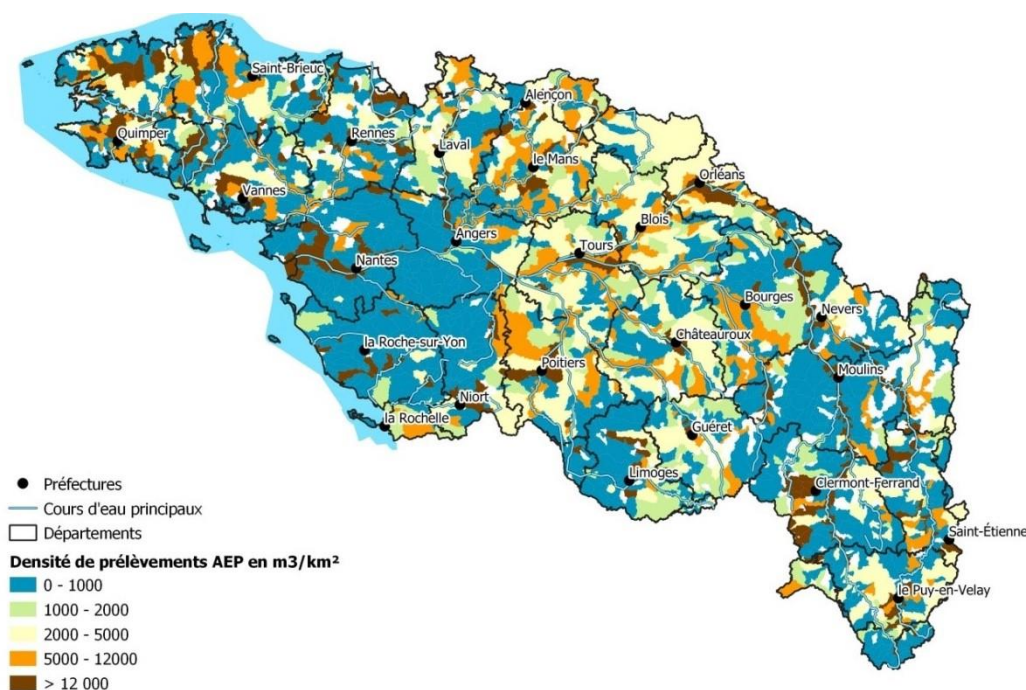 Saint-Brieuc
Alençon
Quimper
Rennes
Laval
le Mans
Orléans
Vannes
Blois
Angers
Tours
Nantes
Bourges
Nevers
Châteauroux
la Roche-sur-Yon
Poitiers
Moulins
Niort
la Rochelle
Guéret
Limoges
Clermont-Ferrand
Saint-Étienne
le Puy-en-Velay
Préfectures
Cours d'eau principaux
Départements
Densité de prélèvements AEP en m3/km²
0 - 1000
1000 - 2000
2000 - 5000
5000 - 12000
> 12 000